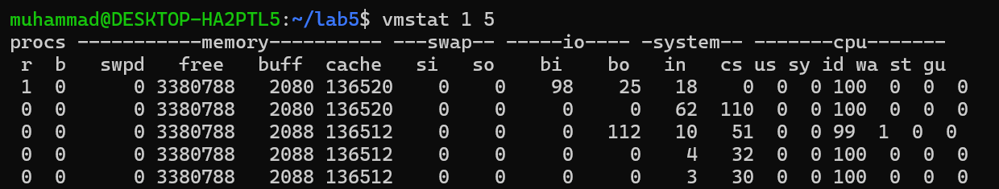 muhammad@DESKTOP-HA2PTL5:~/lab5$ vmstat 1 5
procs -----------memory---------- ---swap-- -----io---- -system-- -------cpu-------
 r  b   swpd   free   buff  cache   si   so    bi    bo   in   cs us sy id wa st gu
 1  0      0 3380788   2080 136520    0    0    98    25   18    0  0  0 100  0  0  0
 0  0      0 3380788   2080 136520    0    0     0     0   62  110  0  0 100  0  0  0
 0  0      0 3380788   2088 136512    0    0     0   112   10   51  0  0 99  1  0  0
 0  0      0 3380788   2088 136512    0    0     0     0    4   32  0  0 100  0  0  0
 0  0      0 3380788   2088 136512    0    0     0     0    3   30  0  0 100  0  0  0